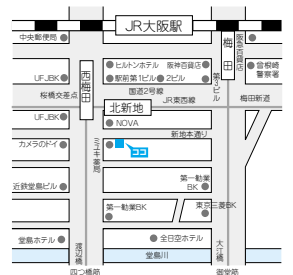 JR大阪駅
中央郵便局
梅田
阪急百貨店
ヒルトンホテル 阪神百貨店
UFJBK
西梅田
駅前第1ビル 2ビル
第3ビル
曽根崎
警察署
国道2号線
桜橋交差点
JR東西線
梅田新道
北新地
UFJBK
NOVA
新地本通り
カメラのドイ
ミマキ薬局
ココ
近鉄堂島ビル
第一勧業
BK
第一勧業BK
東京三菱BK
堂島ホテル
渡辺橋
全日空ホテル
大江橋
堂島川
四つ橋筋
御堂筋